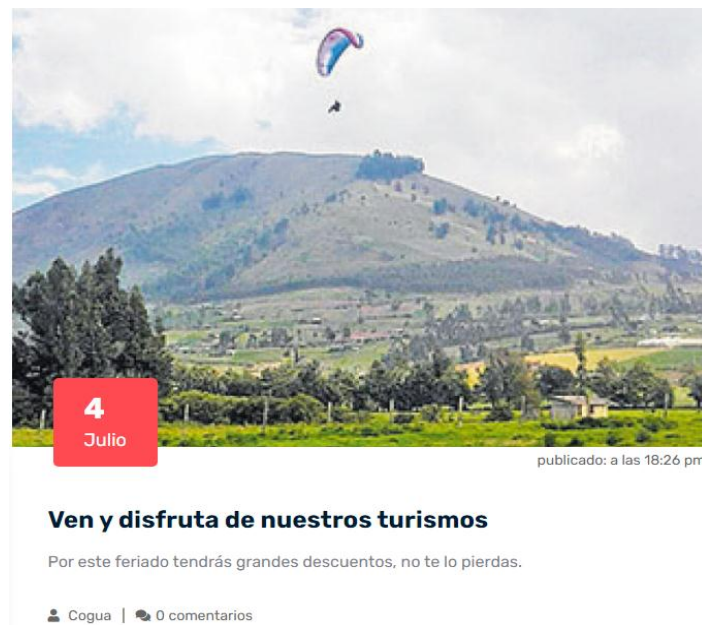 4
Julio
publicado: a las 18:26 pm
Ven y disfruta de nuestros turismos
Por este feriado tendrás grandes descuentos, no te lo pierdas.
Cogua | 0 comentarios